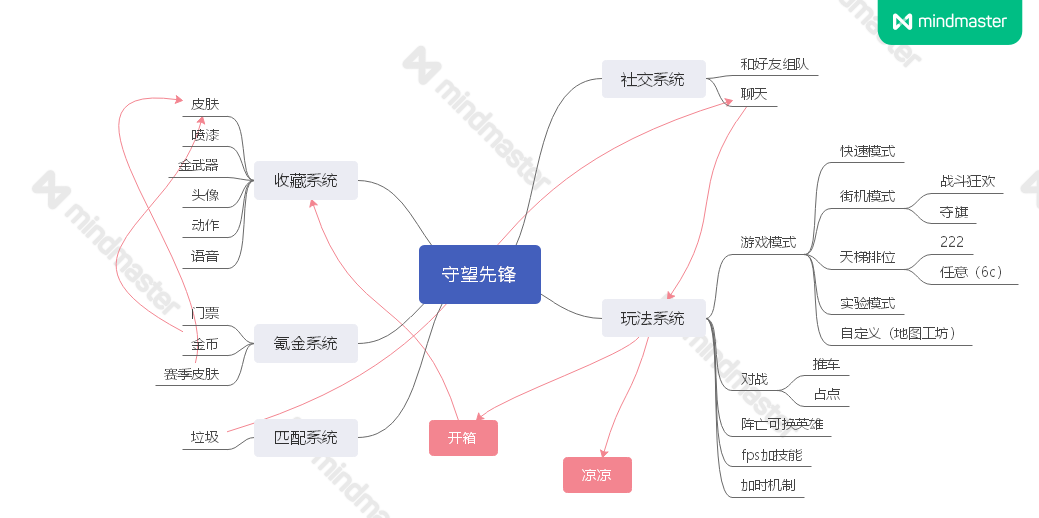 mindmaster
守望先锋
社交系统
和好友组队
聊天
收藏系统
皮肤
喷漆
金武器
头像
动作
语音
氪金系统
门票
金币
赛季皮肤
匹配系统
垃圾
玩法系统
游戏模式
快速模式
街机模式
战斗狂欢
夺旗
天梯排位
222
任意（6c）
实验模式
自定义（地图工坊）
对战
推车
占点
阵亡可换英雄
fps加技能
加时机制
开箱
凉凉
mindmaster
mindmaster
mindmaster
mindmaster